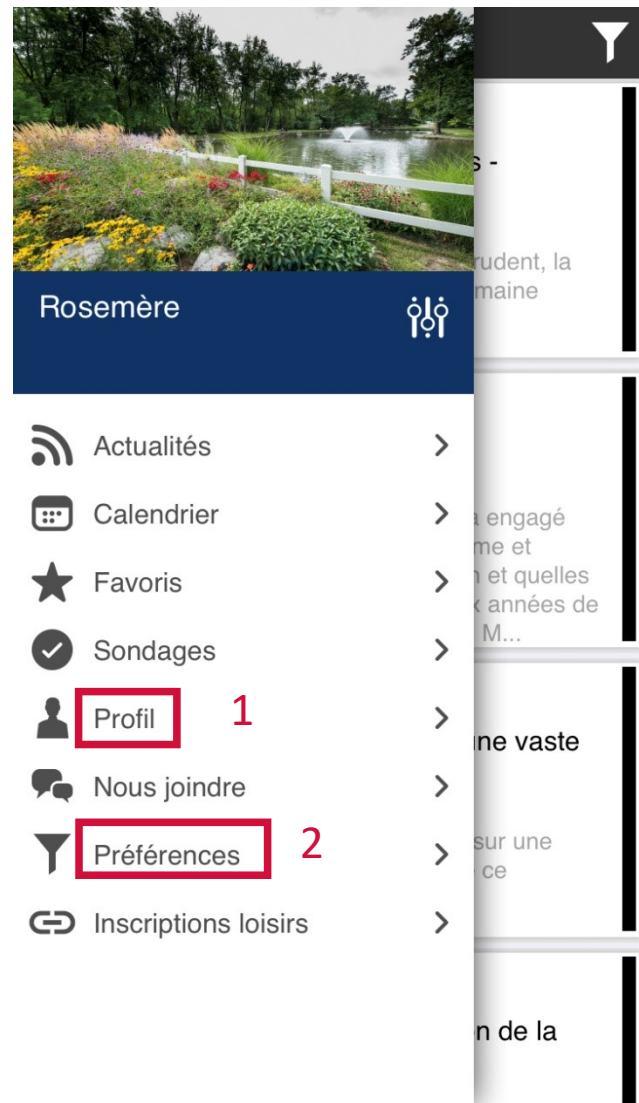 Rosemère
Actualités
Calendrier
Favoris
Sondages
Profil 1
Nous joindre
Préférences 2
Inscriptions loisirs
s -
rudent, la
maine
engagé
me et
n et quelles
x années de
M...
une vaste
sur une
ce
n de la